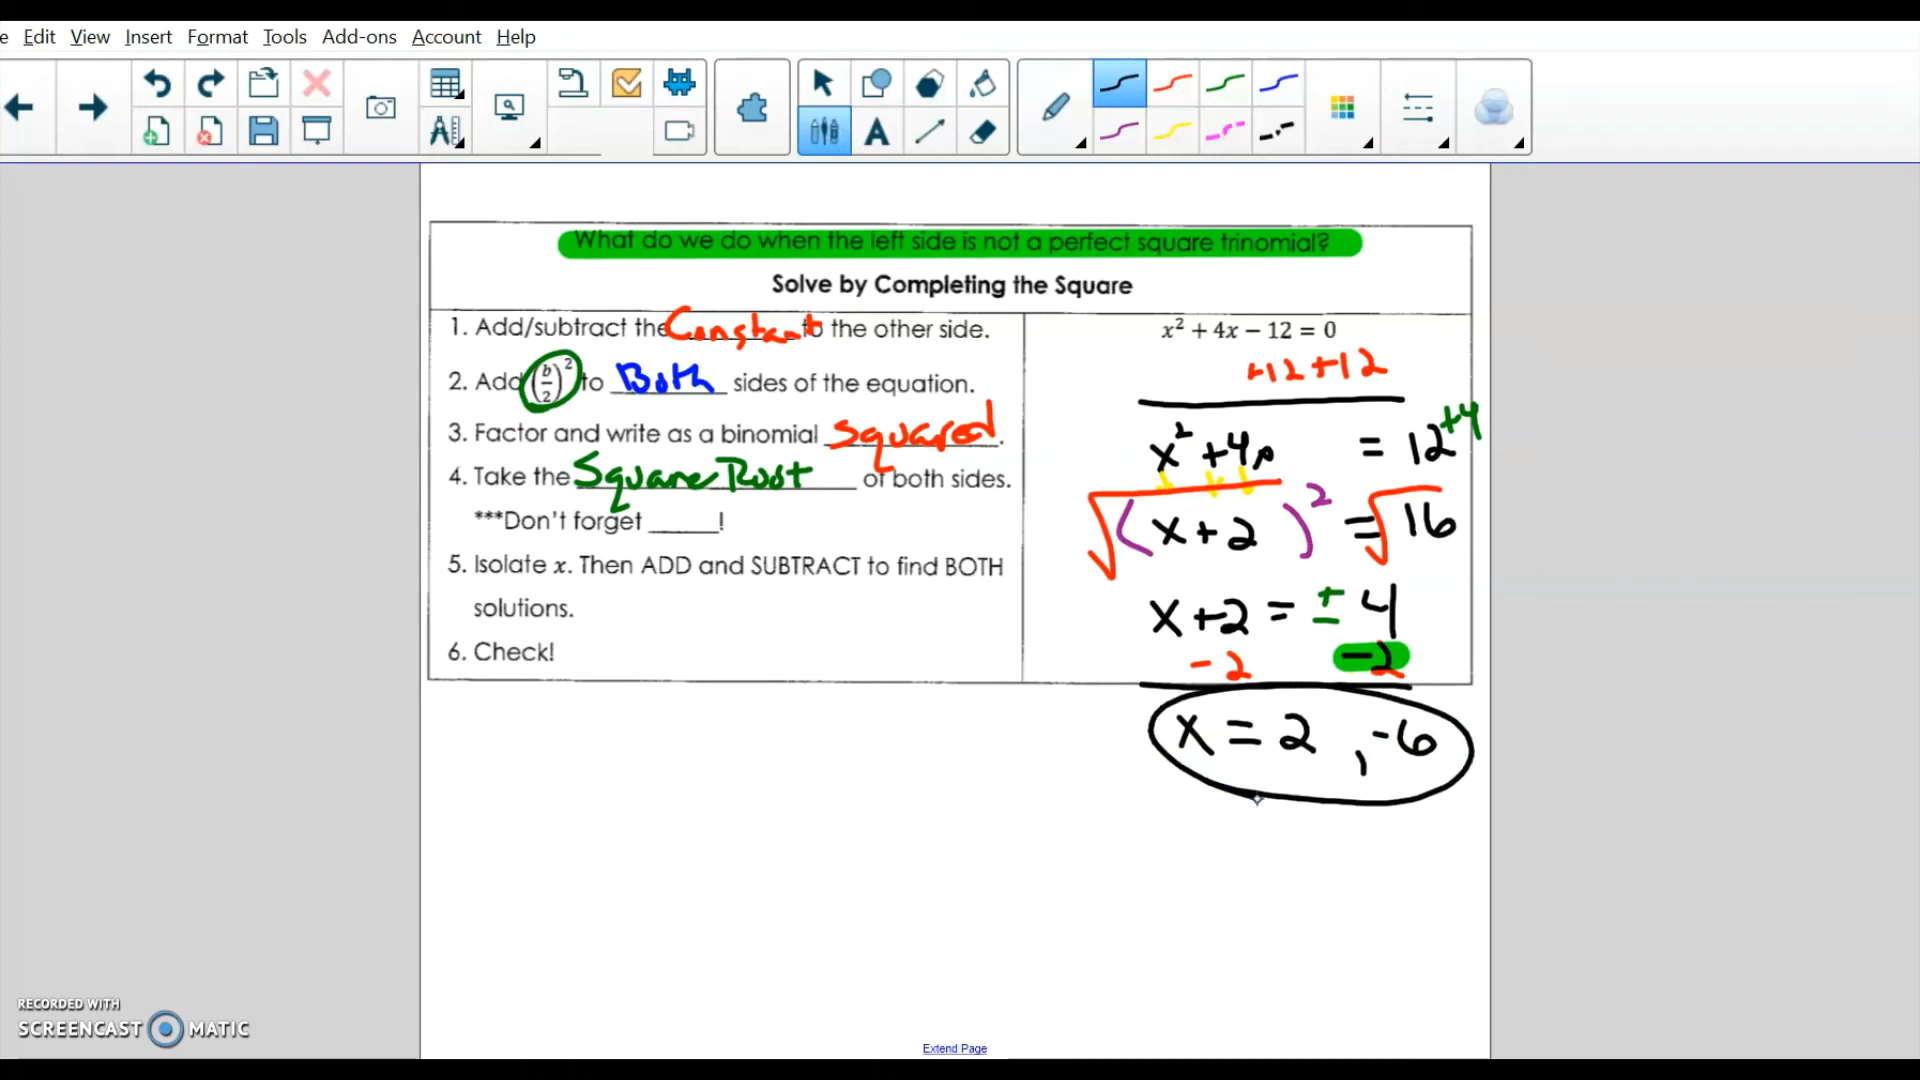 Edit View Insert Format Tools Add-ons Account Help
What do we do when the left side is not a perfect square trinomial?
Solve by Completing the Square
1. Add/subtract the Constant to the other side.
2. Add (b/2)² to Both sides of the equation.
3. Factor and write as a binomial squared.
4. Take the Square Root of both sides.
***Don't forget ______!
5. Isolate x. Then ADD and SUBTRACT to find BOTH
solutions.
6. Check!
x² + 4x − 12 = 0
+12 +12
x² + 4x = 12 +4
√(x + 2)² = √16
x + 2 = ± 4
- 2 - 2
x = 2 , -6
RECORDED WITH
SCREENCAST MATIC
Extend Page